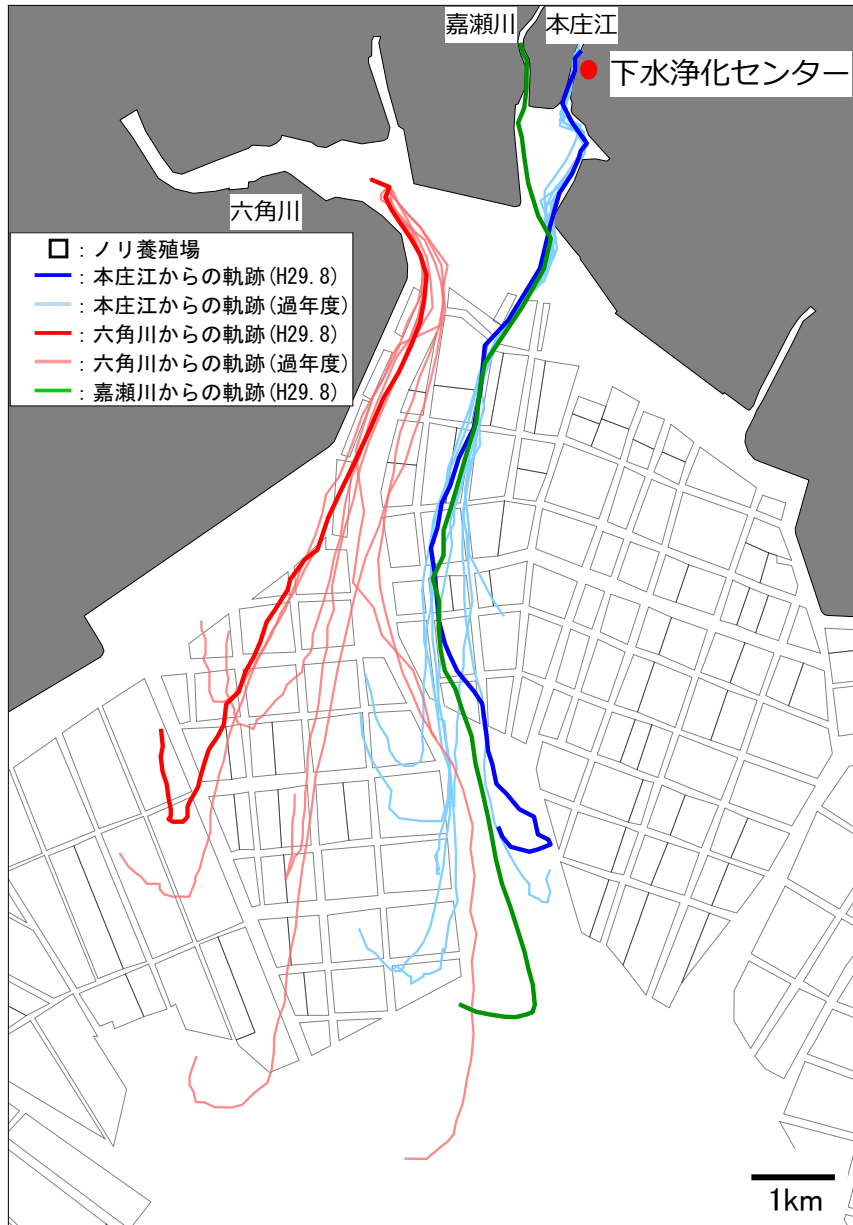 嘉瀬川 本庄江
下水浄化センター
六角川
□：ノリ養殖場
：本庄江からの軌跡(H29.8)
：本庄江からの軌跡(過年度)
：六角川からの軌跡(H29.8)
：六角川からの軌跡(過年度)
：嘉瀬川からの軌跡(H29.8)
1km